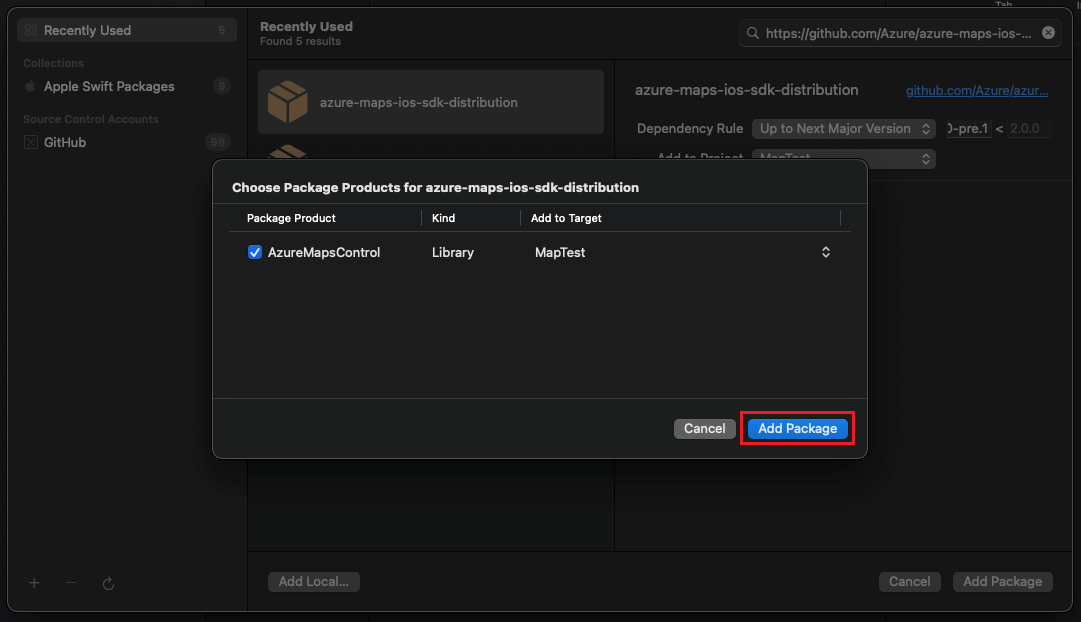 Tab
Recently Used 5
Collections
Apple Swift Packages 9
Source Control Accounts
GitHub 98
Recently Used
Found 5 results
https://github.com/Azure/azure-maps-ios-...
azure-maps-ios-sdk-distribution
azure-maps-ios-sdk-distribution
github.com/Azure/azur...
Dependency Rule Up to Next Major Version 0-pre.1 < 2.0.0
Add to Project MapTest
Choose Package Products for azure-maps-ios-sdk-distribution
Package Product Kind Add to Target
AzureMapsControl Library MapTest
Cancel Add Package
Add Local... Cancel Add Package